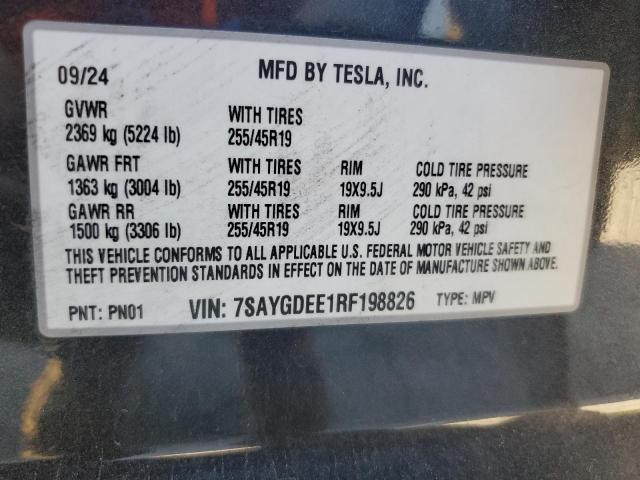 09/24 MFD BY TESLA, INC.
GVWR WITH TIRES
2369 kg (5224 lb) 255/45R19
GAWR FRT WITH TIRES RIM COLD TIRE PRESSURE
1363 kg (3004 lb) 255/45R19 19X9.5J 290 kPa, 42 psi
GAWR RR WITH TIRES RIM COLD TIRE PRESSURE
1500 kg (3306 lb) 255/45R19 19X9.5J 290 kPa, 42 psi
THIS VEHICLE CONFORMS TO ALL APPLICABLE U.S. FEDERAL MOTOR VEHICLE SAFETY AND
THEFT PREVENTION STANDARDS IN EFFECT ON THE DATE OF MANUFACTURE SHOWN ABOVE.
PNT: PN01 VIN: 7SAYGDEE1RF198826 TYPE: MPV